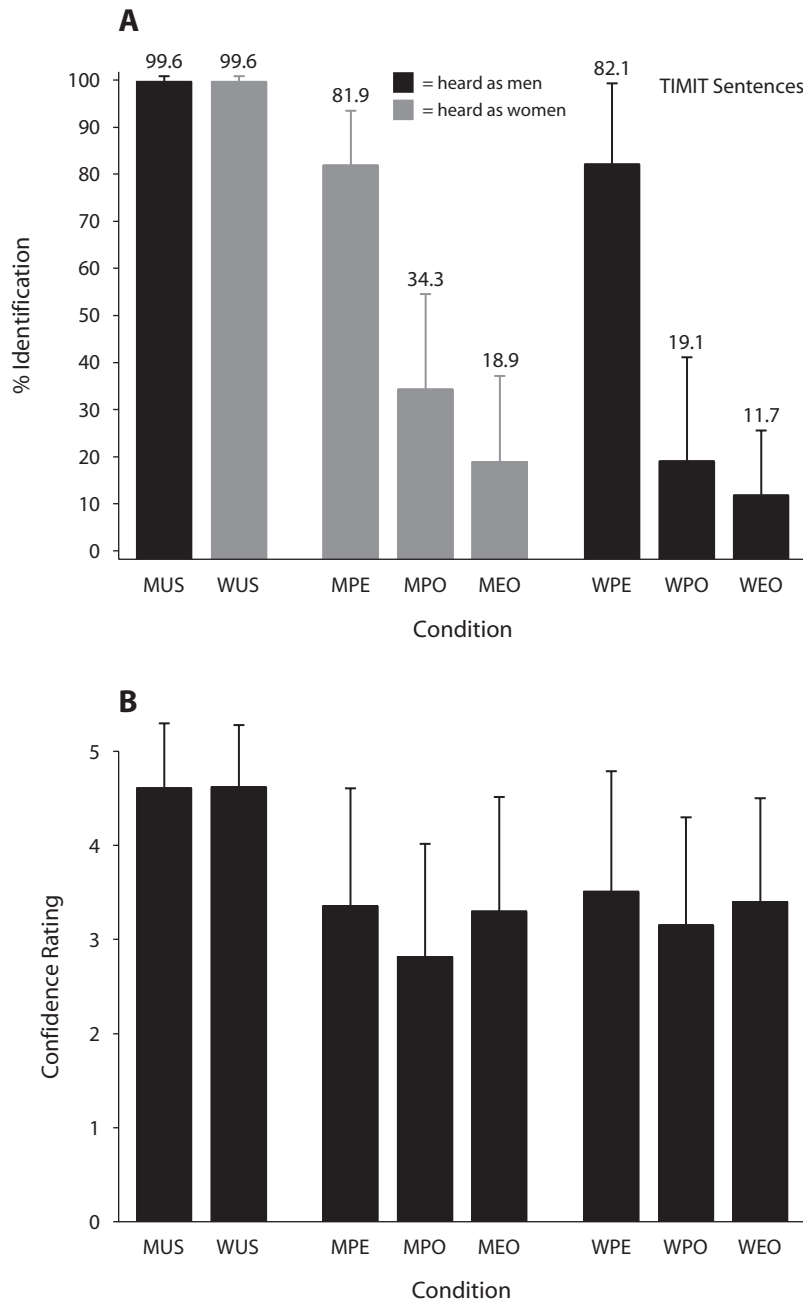 A
99.6
99.6
= heard as men
= heard as women
82.1
TIMIT Sentences
81.9
34.3
18.9
19.1
11.7
100
90
80
70
60
50
40
30
20
10
0
% Identification
MUS WUS MPE MPO MEO WPE WPO WEO
Condition
B
5
4
3
2
1
0
Confidence Rating
MUS WUS MPE MPO MEO WPE WPO WEO
Condition